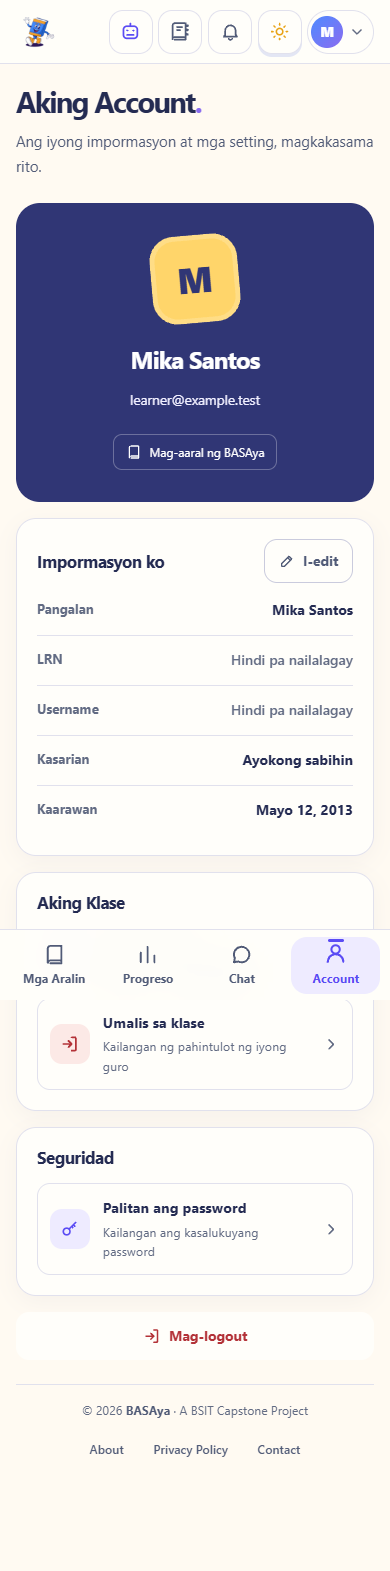 M
Aking Account.
Ang iyong impormasyon at mga setting, magkakasama
rito.
M
Mika Santos
learner@example.test
Mag-aaral ng BASAya
Impormasyon ko
I-edit
Pangalan
Mika Santos
LRN
Hindi pa nailalagay
Username
Hindi pa nailalagay
Kasarian
Ayokong sabihin
Kaarawan
Mayo 12, 2013
Aking Klase
Mga Aralin
Progreso
Chat
Account
Umalis sa klase
Kailangan ng pahintulot ng iyong
guro
Seguridad
Palitan ang password
Kailangan ang kasalukuyang
password
Mag-logout
© 2026 BASAya · A BSIT Capstone Project
About
Privacy Policy
Contact